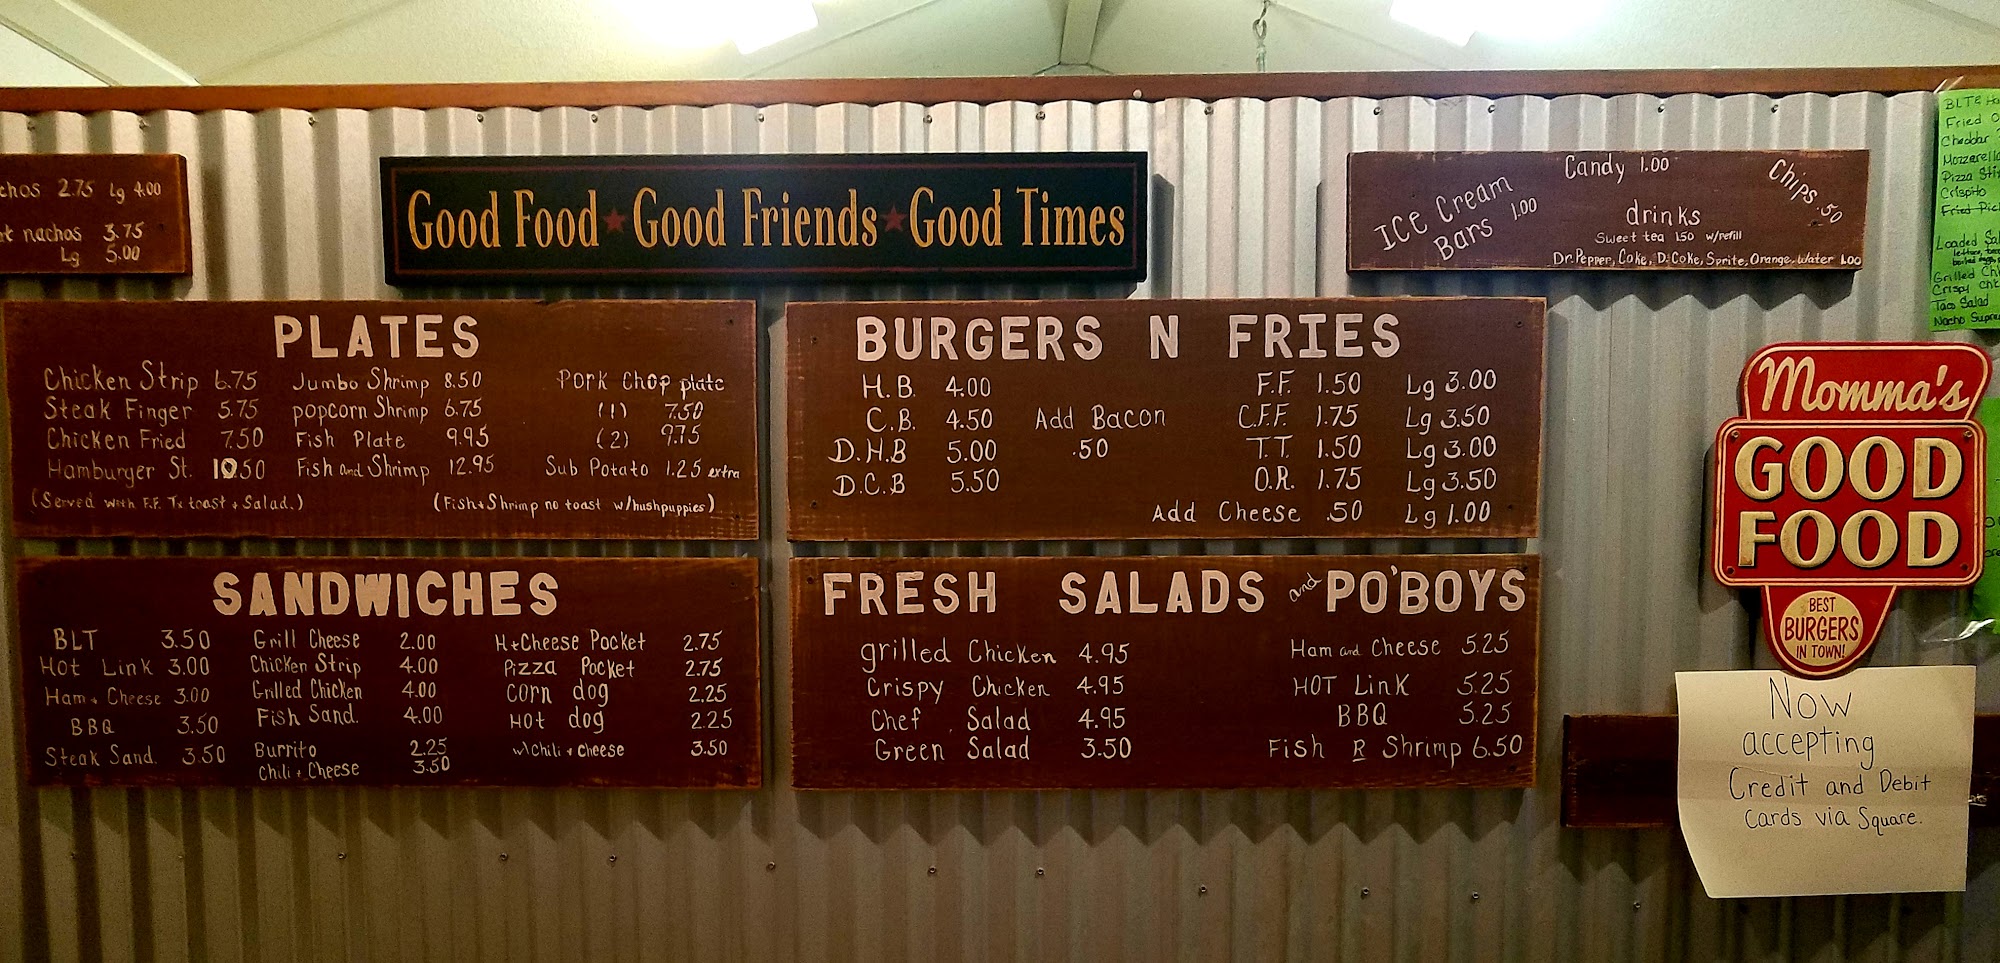 Good Food ★ Good Friends ★ Good Times
2.75 Lg 4.00
nachos 3.75
Lg 5.00
ICE Cream Bars 1.00
Candy 1.00
Chips .50
drinks
Sweet tea 1.50 w/refill
Dr. Pepper, Coke, D. Coke, Sprite, Orange, Water 1.00
PLATES
Chicken Strip 6.75
Steak Finger 5.75
Chicken Fried 7.50
Hamburger St. 10.50
Jumbo Shrimp 8.50
popcorn Shrimp 6.75
Fish Plate 9.95
Fish and Shrimp 12.95
Pork Chop plate
(1) 7.50
(2) 9.75
Sub Potato 1.25 extra
(Served with F.F. Tx toast + Salad.)
(Fish + Shrimp no toast w/hushpuppies)
BURGERS N FRIES
H.B. 4.00
C.B. 4.50
D.H.B 5.00
D.C.B 5.50
Add Bacon
.50
F.F. 1.50 Lg 3.00
C.F.F. 1.75 Lg 3.50
T.T. 1.50 Lg 3.00
O.R. 1.75 Lg 3.50
Add Cheese .50 Lg 1.00
SANDWICHES
BLT 3.50
Hot Link 3.00
Ham + Cheese 3.00
BBQ 3.50
Steak Sand. 3.50
Grill Cheese 2.00
Chicken Strip 4.00
Grilled Chicken 4.00
Fish Sand. 4.00
Burrito 2.25
Chili + Cheese 3.50
H+Cheese Pocket 2.75
Pizza Pocket 2.75
Corn dog 2.25
Hot dog 2.25
w/chili + cheese 3.50
FRESH SALADS and PO'BOYS
grilled Chicken 4.95
Crispy Chicken 4.95
Chef Salad 4.95
Green Salad 3.50
Ham and Cheese 5.25
HOT Link 5.25
BBQ 5.25
Fish R Shrimp 6.50
BLT
Fried
Cheddar
Pizza
Crispito
Fried
Loaded
Grilled
Crispy
Taco Salad
Nacho
Momma's
GOOD
FOOD
BEST
BURGERS
IN TOWN!
Now
accepting
Credit and Debit
Cards via Square.